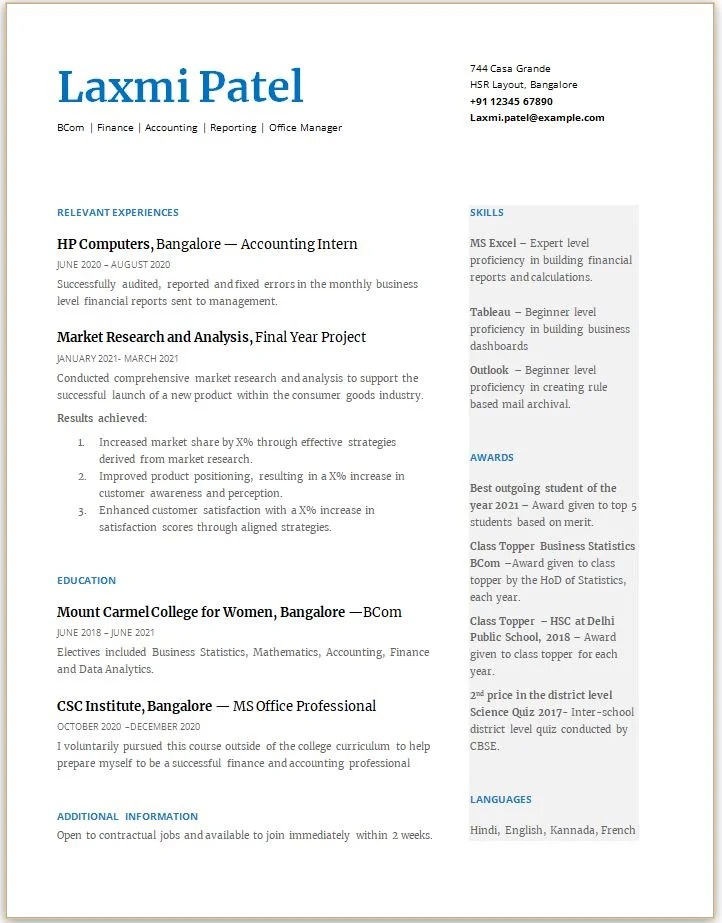 Laxmi Patel
BCom | Finance | Accounting | Reporting | Office Manager
744 Casa Grande
HSR Layout, Bangalore
+91 12345 67890
Laxmi.patel@example.com
RELEVANT EXPERIENCES
HP Computers, Bangalore — Accounting Intern
JUNE 2020 – AUGUST 2020
Successfully audited, reported and fixed errors in the monthly business
level financial reports sent to management.
Market Research and Analysis, Final Year Project
JANUARY 2021- MARCH 2021
Conducted comprehensive market research and analysis to support the
successful launch of a new product within the consumer goods industry.
Results achieved:
1. Increased market share by X% through effective strategies
derived from market research.
2. Improved product positioning, resulting in a X% increase in
customer awareness and perception.
3. Enhanced customer satisfaction with a X% increase in
satisfaction scores through aligned strategies.
EDUCATION
Mount Carmel College for Women, Bangalore —BCom
JUNE 2018 – JUNE 2021
Electives included Business Statistics, Mathematics, Accounting, Finance
and Data Analytics.
CSC Institute, Bangalore — MS Office Professional
OCTOBER 2020 –DECEMBER 2020
I voluntarily pursued this course outside of the college curriculum to help
prepare myself to be a successful finance and accounting professional
ADDITIONAL INFORMATION
Open to contractual jobs and available to join immediately within 2 weeks.
SKILLS
MS Excel – Expert level
proficiency in building financial
reports and calculations.
Tableau – Beginner level
proficiency in building business
dashboards
Outlook – Beginner level
proficiency in creating rule
based mail archival.
AWARDS
Best outgoing student of the
year 2021 – Award given to top 5
students based on merit.
Class Topper Business Statistics
BCom –Award given to class
topper by the HoD of Statistics,
each year.
Class Topper – HSC at Delhi
Public School, 2018 – Award
given to class topper for each
year.
2nd price in the district level
Science Quiz 2017- Inter-school
district level quiz conducted by
CBSE.
LANGUAGES
Hindi, English, Kannada, French